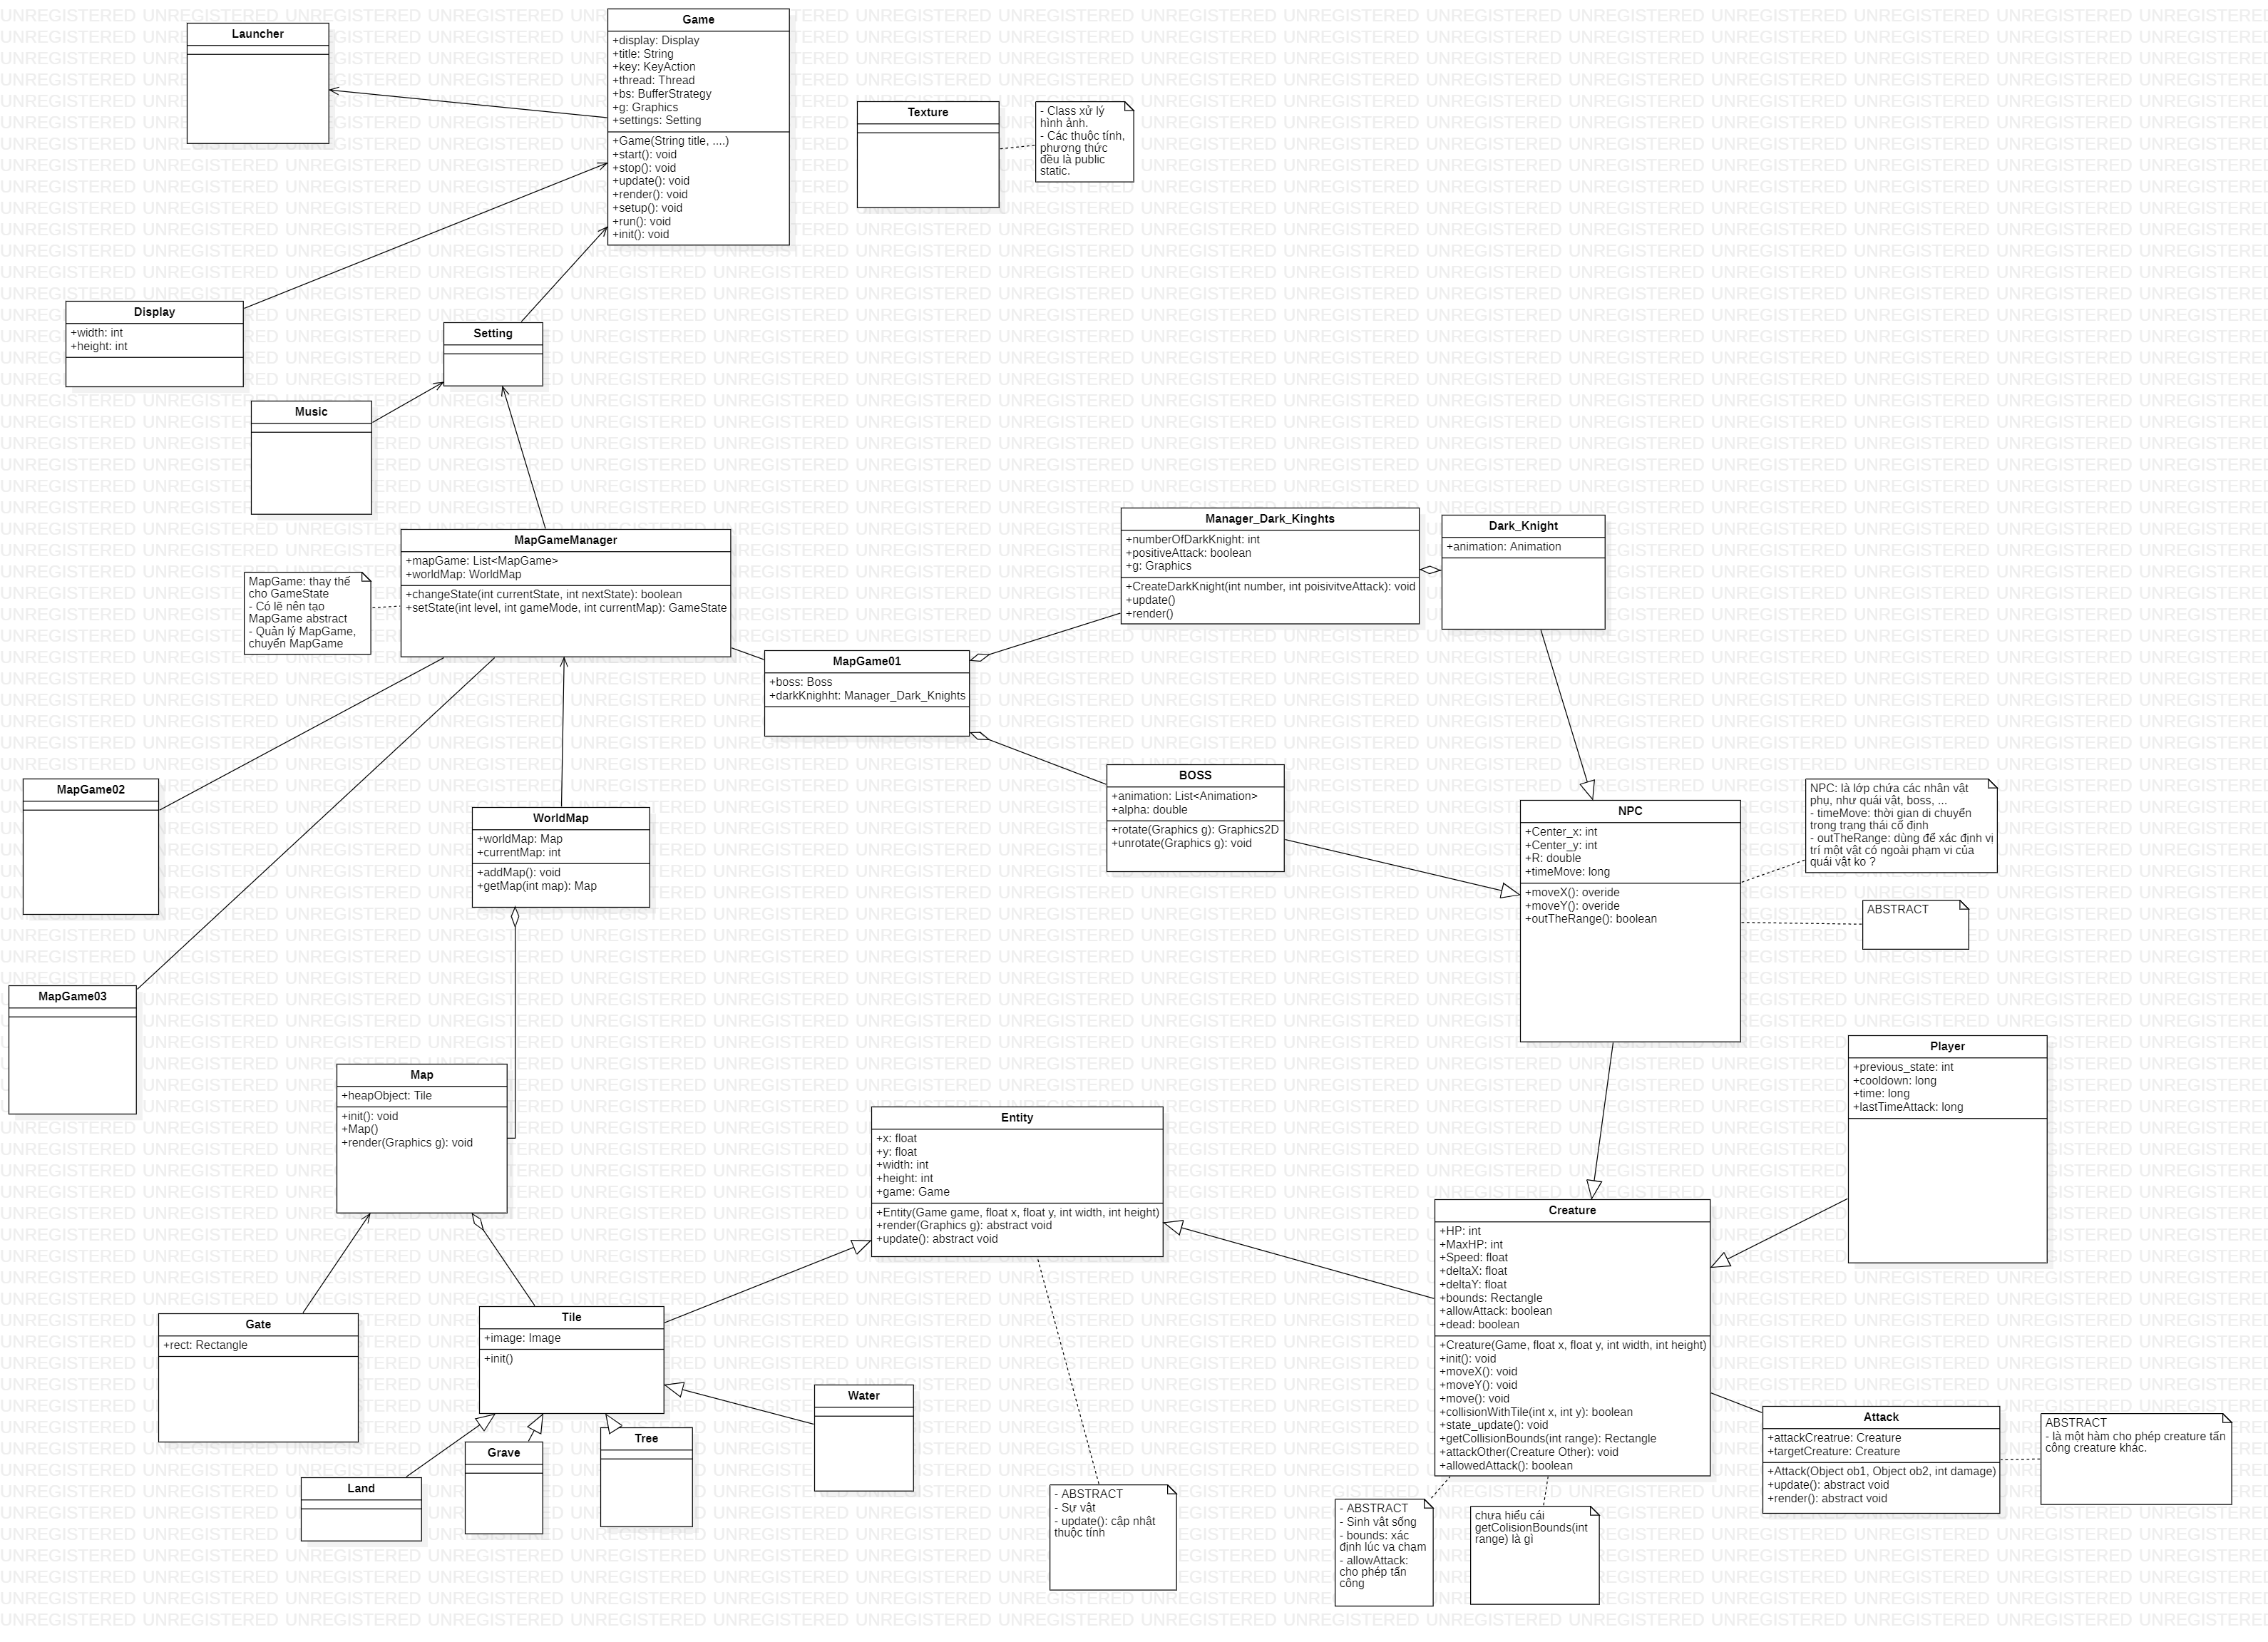 Launcher
Game
+display: Display
+title: String
+key: KeyAction
+thread: Thread
+bs: BufferStrategy
+g: Graphics
+settings: Setting
+Game(String title, ....)
+start(): void
+stop(): void
+update(): void
+render(): void
+setup(): void
+run(): void
+init(): void
Texture
- Class xử lý
hình ảnh.
- Các thuộc tính,
phương thức
đều là public
static.
Display
+width: int
+height: int
Setting
Music
MapGameManager
+mapGame: List<MapGame>
+worldMap: WorldMap
+changeState(int currentState, int nextState): boolean
+setState(int level, int gameMode, int currentMap): GameState
MapGame: thay thế
cho GameState
- Có lẽ nên tạo
MapGame abstract
- Quản lý MapGame,
chuyển MapGame
Manager_Dark_Kinghts
+numberOfDarkKnight: int
+positiveAttack: boolean
+g: Graphics
+CreateDarkKnight(int number, int poisivitveAttack): void
+update()
+render()
Dark_Knight
+animation: Animation
MapGame01
+boss: Boss
+darkKnighht: Manager_Dark_Knights
BOSS
+animation: List<Animation>
+alpha: double
+rotate(Graphics g): Graphics2D
+unrotate(Graphics g): void
MapGame02
WorldMap
+worldMap: Map
+currentMap: int
+addMap(): void
+getMap(int map): Map
NPC
+Center_x: int
+Center_y: int
+R: double
+timeMove: long
+moveX(): overide
+moveY(): overide
+outTheRange(): boolean
NPC: là lớp chứa các nhân vật
phụ, như quái vật, boss, ...
- timeMove: thời gian di chuyển
trong trạng thái cố định
- outTheRange: dùng để xác định vị
trí một vật có ngoài phạm vi của
quái vật ko ?
ABSTRACT
MapGame03
Map
+heapObject: Tile
+init(): void
+Map()
+render(Graphics g): void
Entity
+x: float
+y: float
+width: int
+height: int
+game: Game
+Entity(Game game, float x, float y, int width, int height)
+render(Graphics g): abstract void
+update(): abstract void
Player
+previous_state: int
+cooldown: long
+time: long
+lastTimeAttack: long
Creature
+HP: int
+MaxHP: int
+Speed: float
+deltaX: float
+deltaY: float
+bounds: Rectangle
+allowAttack: boolean
+dead: boolean
+Creature(Game, float x, float y, int width, int height)
+init(): void
+moveX(): void
+moveY(): void
+move(): void
+collisionWithTile(int x, int y): boolean
+state_update(): void
+getCollisionBounds(int range): Rectangle
+attackOther(Creature Other): void
+allowedAttack(): boolean
Gate
+rect: Rectangle
Tile
+image: Image
+init()
Water
Tree
Grave
Land
Attack
+attackCreatrue: Creature
+targetCreature: Creature
+Attack(Object ob1, Object ob2, int damage)
+update(): abstract void
+render(): abstract void
ABSTRACT
- là một hàm cho phép creature tấn
công creature khác.
- ABSTRACT
- Sự vật
- update(): cập nhật
thuộc tính
- ABSTRACT
- Sinh vật sống
- bounds: xác
định lúc va chạm
- allowAttack:
cho phép tấn
công
chưa hiểu cái
getColisionBounds(int
range) là gì